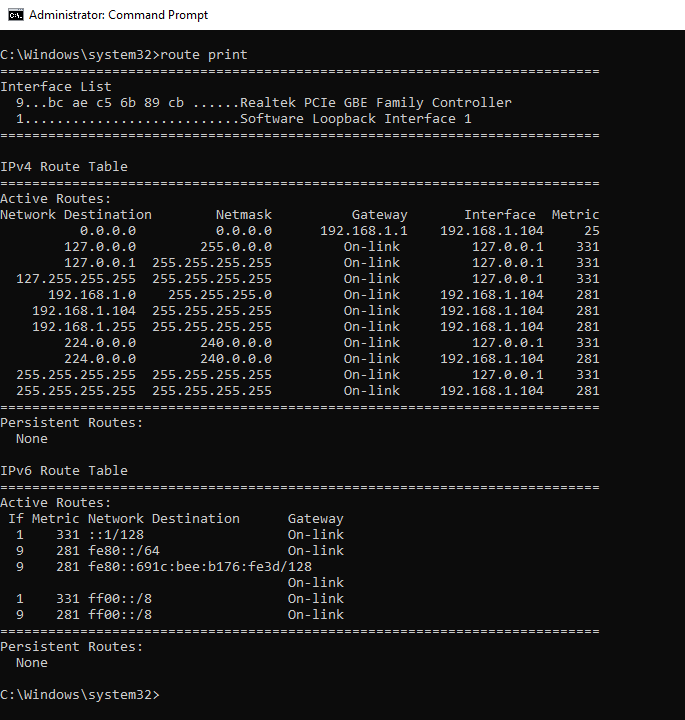 Administrator: Command Prompt
C:\Windows\system32>route print
===========================================================================
Interface List
  9...bc ae c5 6b 89 cb ......Realtek PCIe GBE Family Controller
  1...........................Software Loopback Interface 1
===========================================================================
IPv4 Route Table
===========================================================================
Active Routes:
Network Destination        Netmask          Gateway       Interface  Metric
          0.0.0.0          0.0.0.0      192.168.1.1    192.168.1.104     25
        127.0.0.0        255.0.0.0         On-link         127.0.0.1    331
        127.0.0.1  255.255.255.255         On-link         127.0.0.1    331
  127.255.255.255  255.255.255.255         On-link         127.0.0.1    331
      192.168.1.0    255.255.255.0         On-link     192.168.1.104    281
    192.168.1.104  255.255.255.255         On-link     192.168.1.104    281
    192.168.1.255  255.255.255.255         On-link     192.168.1.104    281
        224.0.0.0        240.0.0.0         On-link         127.0.0.1    331
        224.0.0.0        240.0.0.0         On-link     192.168.1.104    281
  255.255.255.255  255.255.255.255         On-link         127.0.0.1    331
  255.255.255.255  255.255.255.255         On-link     192.168.1.104    281
===========================================================================
Persistent Routes:
  None
IPv6 Route Table
===========================================================================
Active Routes:
 If Metric Network Destination      Gateway
  1    331 ::1/128                  On-link
  9    281 fe80::/64                On-link
  9    281 fe80::691c:bee:b176:fe3d/128
                                    On-link
  1    331 ff00::/8                 On-link
  9    281 ff00::/8                 On-link
===========================================================================
Persistent Routes:
  None
C:\Windows\system32>